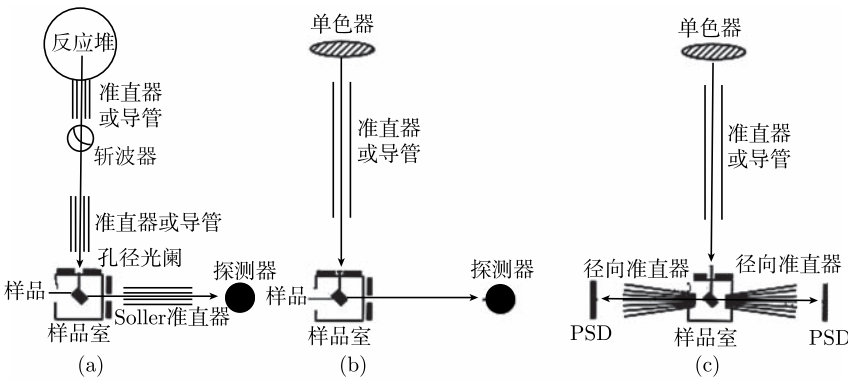 反应堆
准直器
或导管
斩波器
准直器或导管
孔径光阑
样品
探测器
Soller准直器
样品室
(a)
单色器
准直器
或导管
样品
探测器
样品室
(b)
单色器
准直器
或导管
径向准直器
径向准直器
PSD
样品室
PSD
(c)